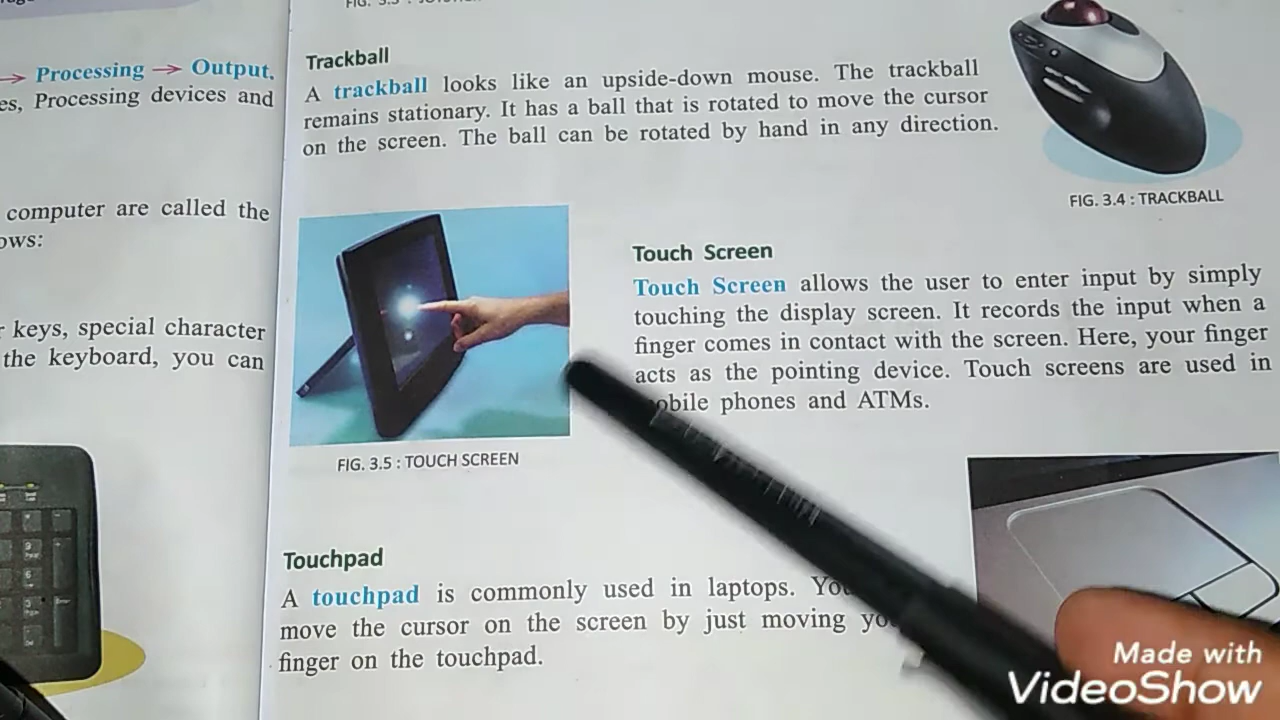 → Processing → Output.
es, Processing devices and
computer are called the
ows:
keys, special character
the keyboard, you can
Trackball
A trackball looks like an upside-down mouse. The trackball
remains stationary. It has a ball that is rotated to move the cursor
on the screen. The ball can be rotated by hand in any direction.
FIG. 3.4 : TRACKBALL
FIG. 3.5 : TOUCH SCREEN
Touch Screen
Touch Screen allows the user to enter input by simply
touching the display screen. It records the input when a
finger comes in contact with the screen. Here, your finger
acts as the pointing device. Touch screens are used in
obile phones and ATMs.
Touchpad
A touchpad is commonly used in laptops. Yo
move the cursor on the screen by just moving yo
finger on the touchpad.
Made with
VideoShow